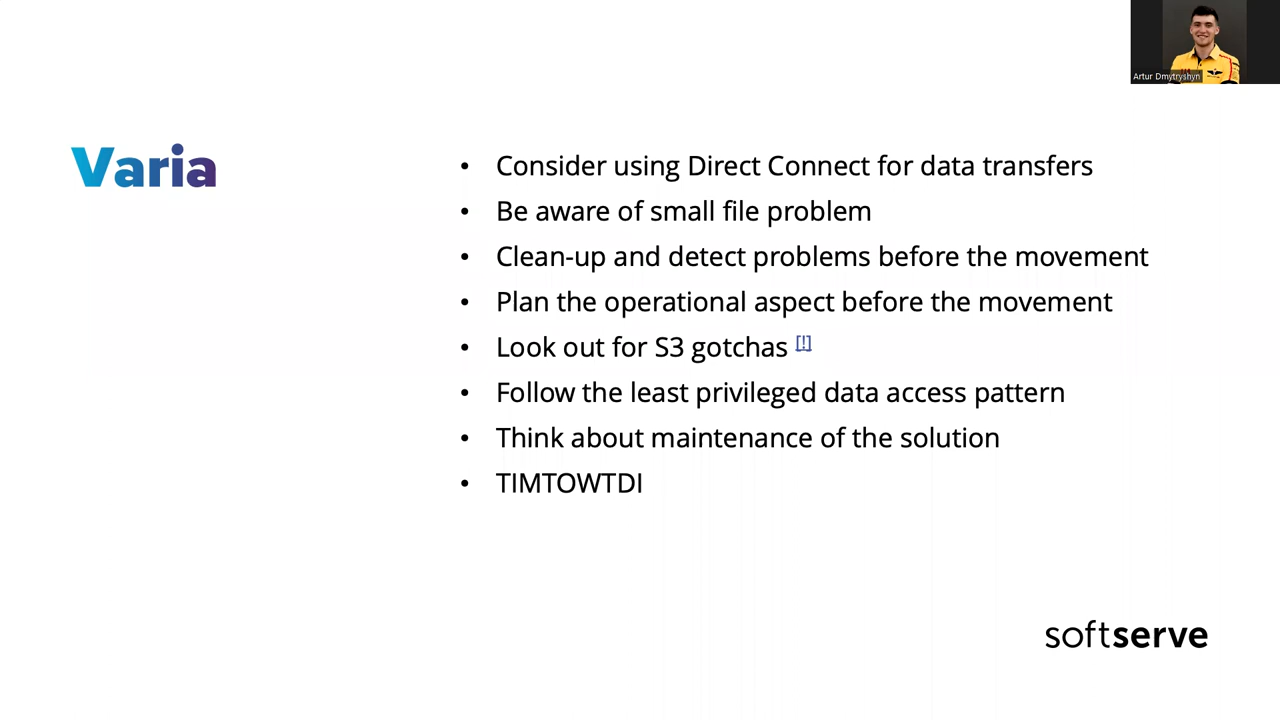 Artur Dmytryshyn
Varia
• Consider using Direct Connect for data transfers
• Be aware of small file problem
• Clean-up and detect problems before the movement
• Plan the operational aspect before the movement
• Look out for S3 gotchas [!]
• Follow the least privileged data access pattern
• Think about maintenance of the solution
• TIMTOWTDI
softserve